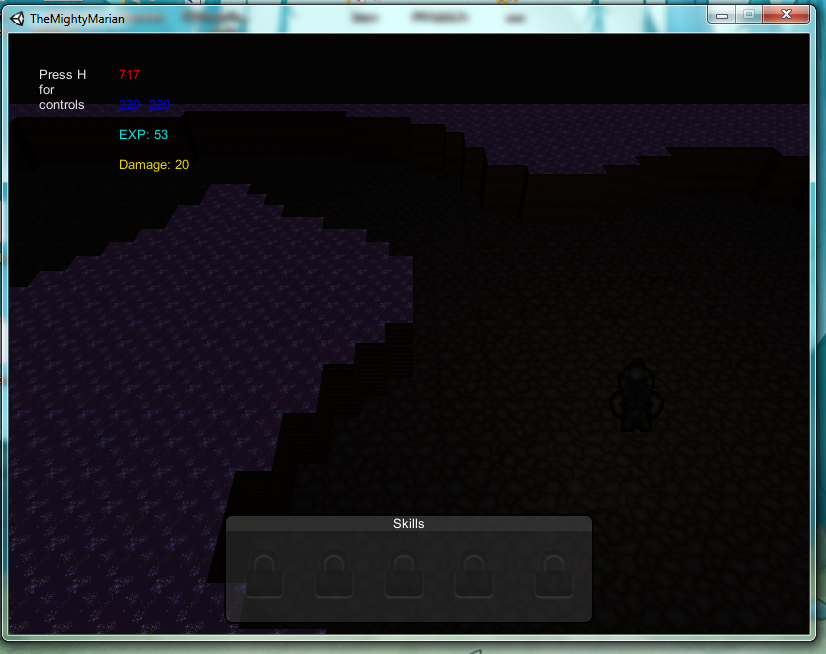 TheMightyMarian
Press H
for
controls
717
220 220
EXP: 53
Damage: 20
Skills